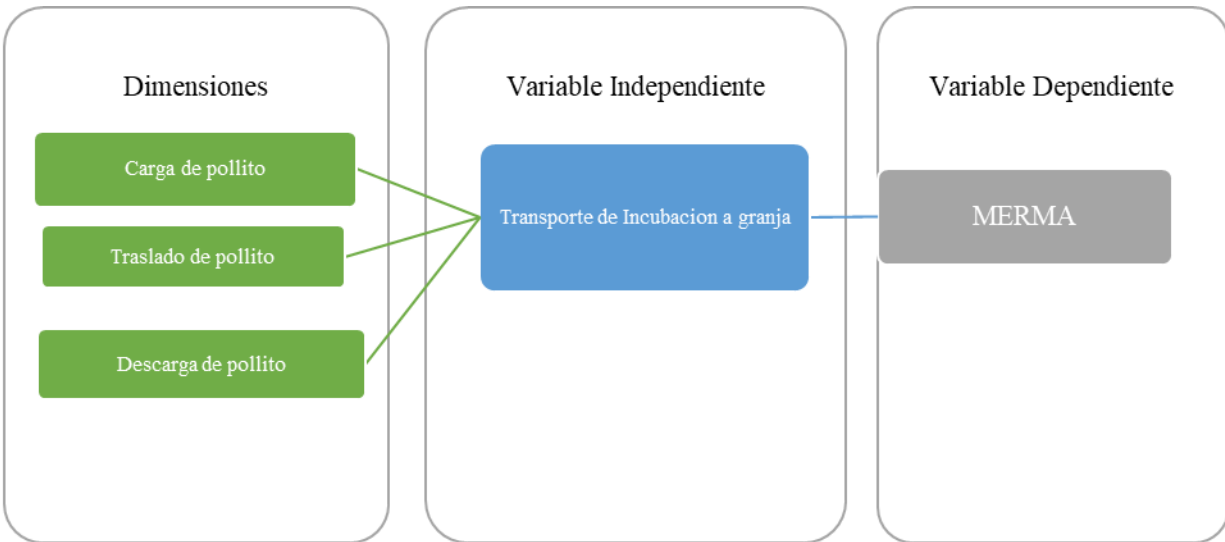 Dimensiones
Carga de pollito
Traslado de pollito
Descarga de pollito
Variable Independiente
Transporte de Incubacion a granja
Variable Dependiente
MERMA